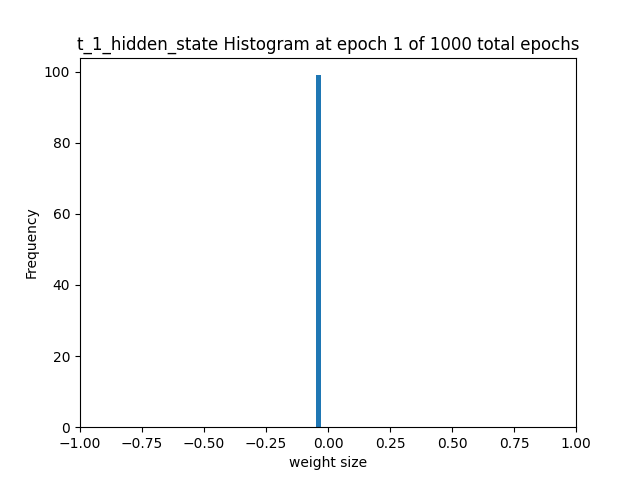 t_1_hidden_state Histogram at epoch 1 of 1000 total epochs
100
80
60
40
20
0
Frequency
−1.00 −0.75 −0.50 −0.25 0.00 0.25 0.50 0.75 1.00
weight size